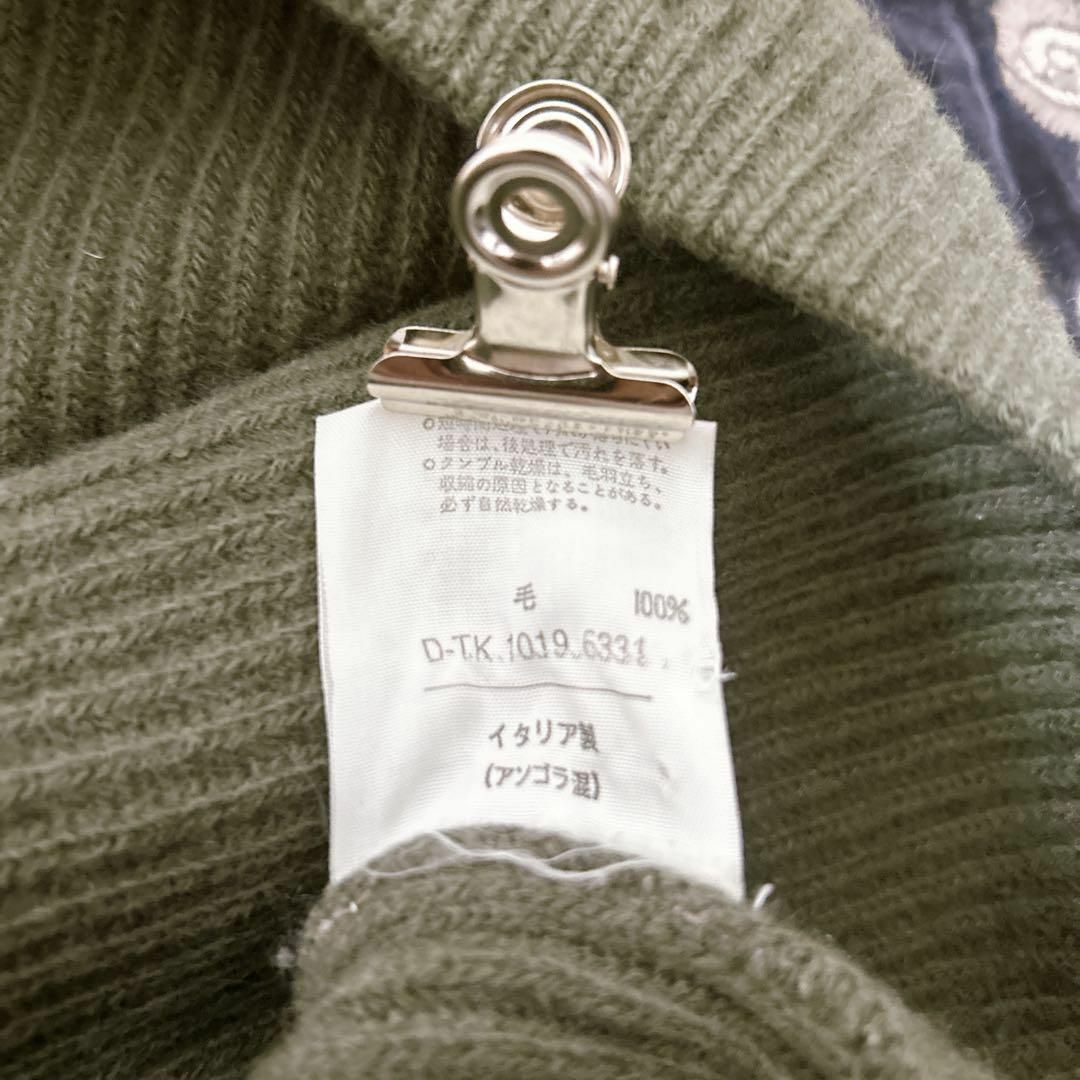 場合は、後処理で汚れを落す。
○タンブル乾燥は、毛羽立ち、
収縮の原因となることがある。
必ず自然乾燥する。
毛 100%
D-T.K.1019.6331
イタリア製
(アンゴラ混)